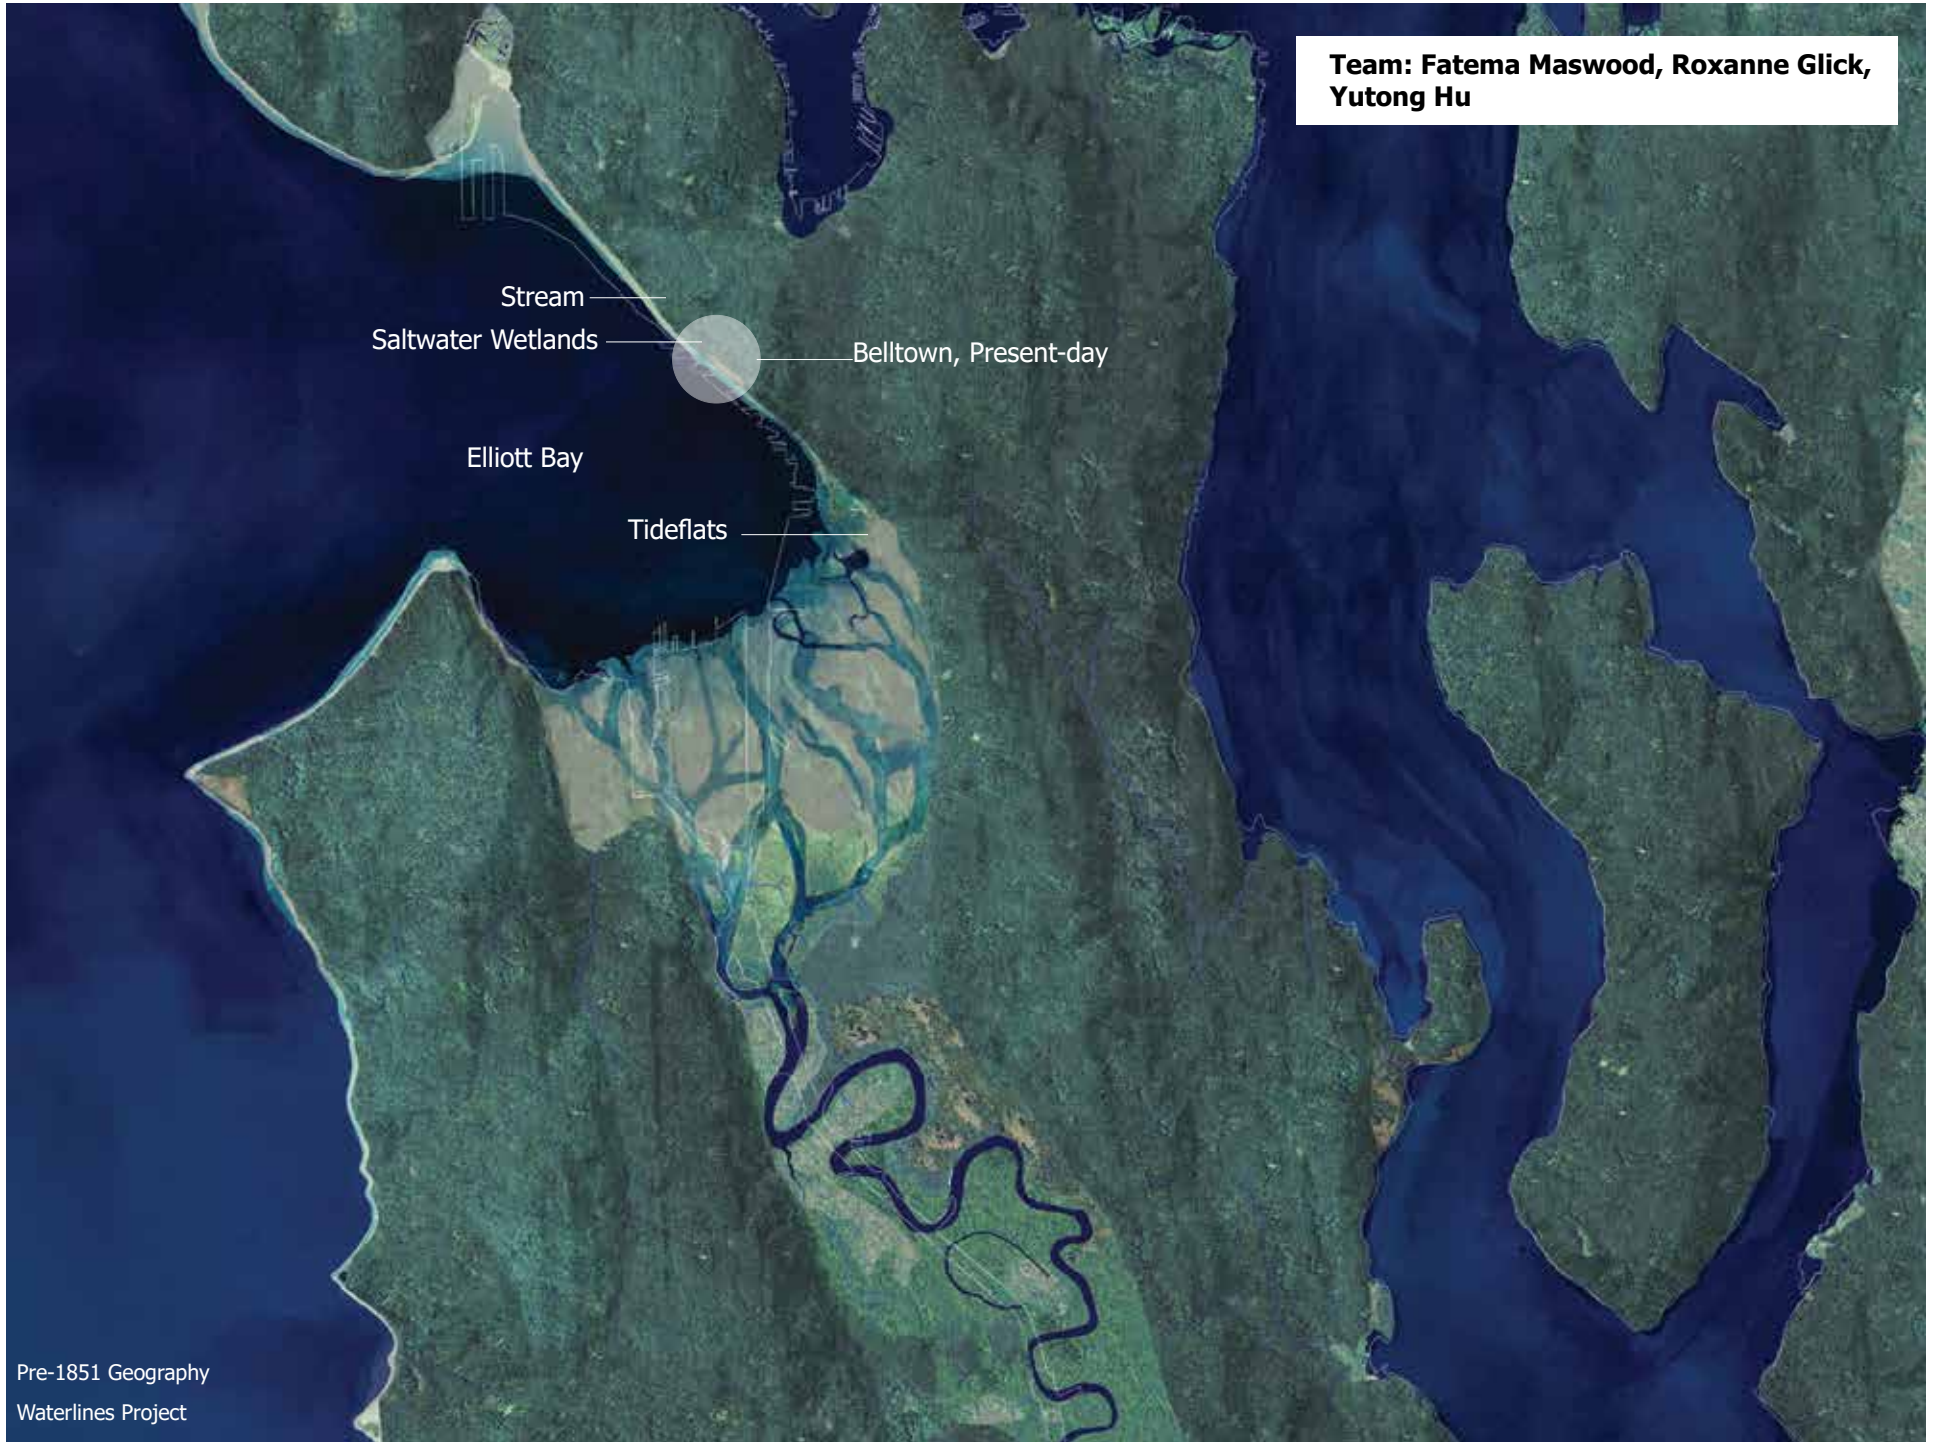 Team: Fatema Maswood, Roxanne Glick,
Yutong Hu
Stream
Saltwater Wetlands
Belltown, Present-day
Elliott Bay
Tideflats
Pre-1851 Geography
Waterlines Project